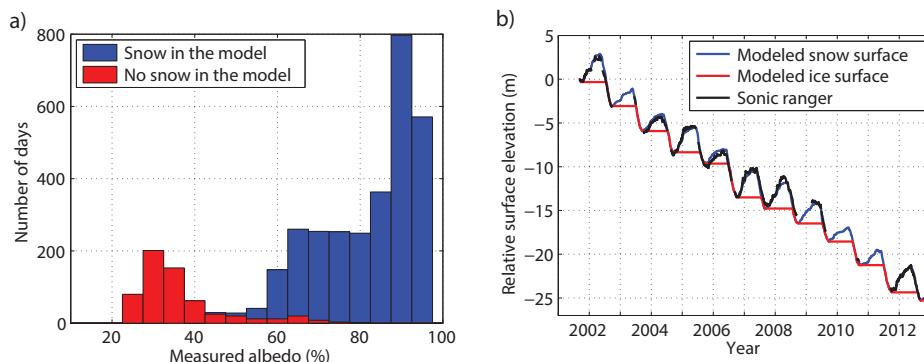 a)
800
600
400
200
0
Number of days
Snow in the model
No snow in the model
20
40
60
80
100
Measured albedo (%)
b)
5
0
−5
−10
−15
−20
−25
Relative surface elevation (m)
Modeled snow surface
Modeled ice surface
Sonic ranger
2002
2004
2006
2008
2010
2012
Year